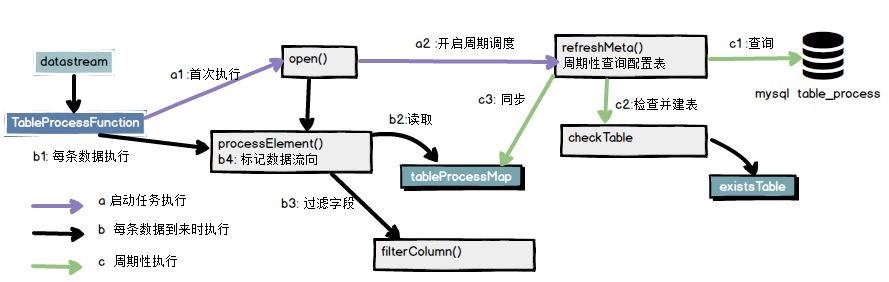 datastream
a1 :首次执行
open()
a2 :开启周期调度
refreshMeta()
周期性查询配置表
c1 :查询
mysql table_process
TableProcessFunction
b1: 每条数据执行
processElement()
b4: 标记数据流向
b2:读取
c3: 同步
c2:检查并建表
checkTable
tableProcessMap
existsTable
b3: 过滤字段
filterColumn()
a 启动任务执行
b 每条数据到来时执行
c 周期性执行